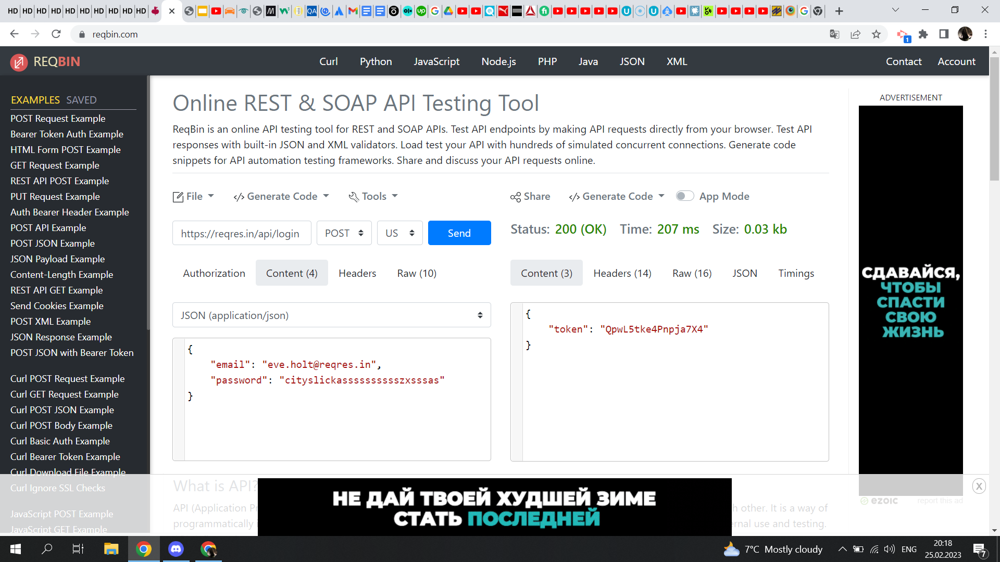 HD HD HD HD HD HD HD HD HD HD
reqbin.com
1
REQBIN
Curl Python JavaScript Node.js PHP Java JSON XML
Contact Account
EXAMPLES SAVED
POST Request Example
Bearer Token Auth Example
HTML Form POST Example
GET Request Example
REST API POST Example
PUT Request Example
Auth Bearer Header Example
POST API Example
POST JSON Example
JSON Payload Example
Content-Length Example
REST API GET Example
Send Cookies Example
POST XML Example
JSON Response Example
POST JSON with Bearer Token
Curl POST Request Example
Curl GET Request Example
Curl POST JSON Example
Curl POST Body Example
Curl Basic Auth Example
Curl Bearer Token Example
Curl Download File Example
Curl Ignore SSL Checks
JavaScript POST Example
JavaScript GET Example
Online REST & SOAP API Testing Tool
ReqBin is an online API testing tool for REST and SOAP APIs. Test API endpoints by making API requests directly from your browser. Test API
responses with built-in JSON and XML validators. Load test your API with hundreds of simulated concurrent connections. Generate code
snippets for API automation testing frameworks. Share and discuss your API requests online.
File Generate Code Tools
Share Generate Code App Mode
https://reqres.in/api/login POST US Send
Status: 200 (OK) Time: 207 ms Size: 0.03 kb
Authorization Content (4) Headers Raw (10)
Content (3) Headers (14) Raw (16) JSON Timings
JSON (application/json)
{
"email": "eve.holt@reqres.in",
"password": "cityslickasssssssssszxsssas"
}
{
"token": "QpwL5tke4Pnpja7X4"
}
ADVERTISEMENT
СДАВАЙСЯ,
ЧТОБЫ
СПАСТИ
СВОЮ
ЖИЗНЬ
ezoic report this ad
X
What is API?
API (Application Pr
programmatically i
h other. It is a way of
ernal use and testing.
НЕ ДАЙ ТВОЕЙ ХУДШЕЙ ЗИМЕ
СТАТЬ ПОСЛЕДНЕЙ
7°C Mostly cloudy
ENG
20:18
25.02.2023
7